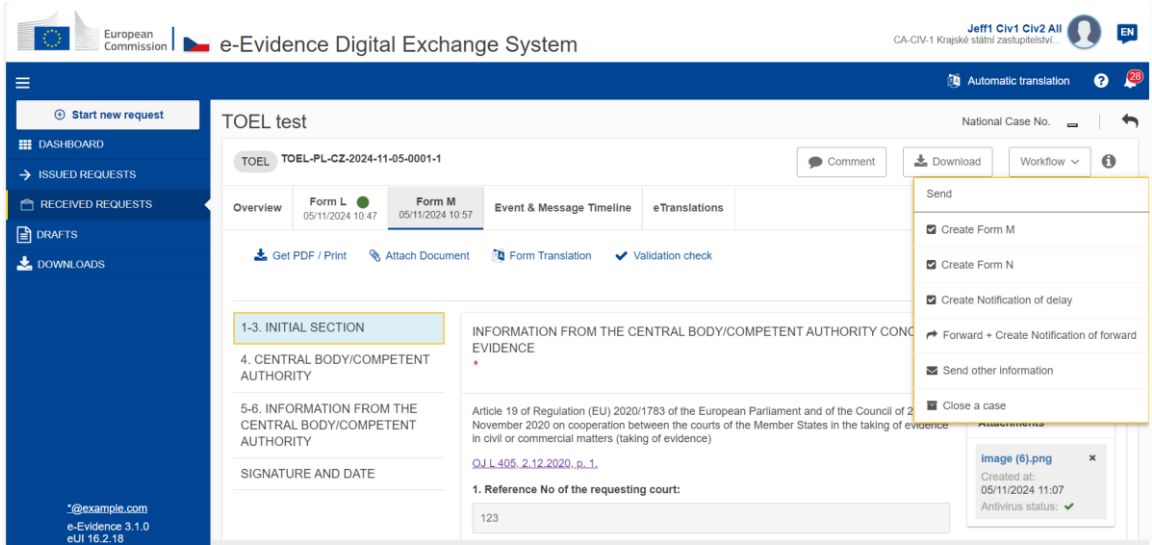 European
Commission
e-Evidence Digital Exchange System
Jeff1 Civ1 Civ2 All
CA-CIV-1 Krajské státní zastupitelství...
EN
Automatic translation
?
28
Start new request
DASHBOARD
ISSUED REQUESTS
RECEIVED REQUESTS
DRAFTS
DOWNLOADS
*@example.com
e-Evidence 3.1.0
eUI 16.2.18
TOEL test
National Case No.
TOEL TOEL-PL-CZ-2024-11-05-0001-1
Comment
Download
Workflow
Overview
Form L
05/11/2024 10:47
Form M
05/11/2024 10:57
Event & Message Timeline
eTranslations
Get PDF / Print
Attach Document
Form Translation
Validation check
Send
Create Form M
Create Form N
Create Notification of delay
Forward + Create Notification of forward
Send other information
Close a case
1-3. INITIAL SECTION
4. CENTRAL BODY/COMPETENT
AUTHORITY
5-6. INFORMATION FROM THE
CENTRAL BODY/COMPETENT
AUTHORITY
SIGNATURE AND DATE
INFORMATION FROM THE CENTRAL BODY/COMPETENT AUTHORITY CONC
EVIDENCE
*
Article 19 of Regulation (EU) 2020/1783 of the European Parliament and of the Council of 2
November 2020 on cooperation between the courts of the Member States in the taking of evidence
in civil or commercial matters (taking of evidence)
OJ L 405, 2.12.2020, p. 1.
1. Reference No of the requesting court:
123
Attachments
image (6).png
Created at:
05/11/2024 11:07
Antivirus status: